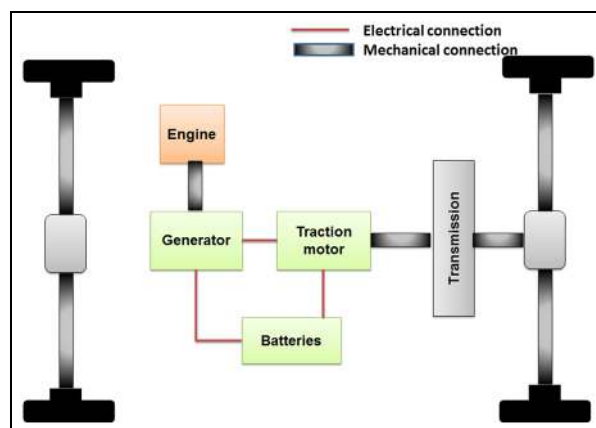 Electrical connection
Mechanical connection
Engine
Generator
Traction
motor
Transmission
Batteries